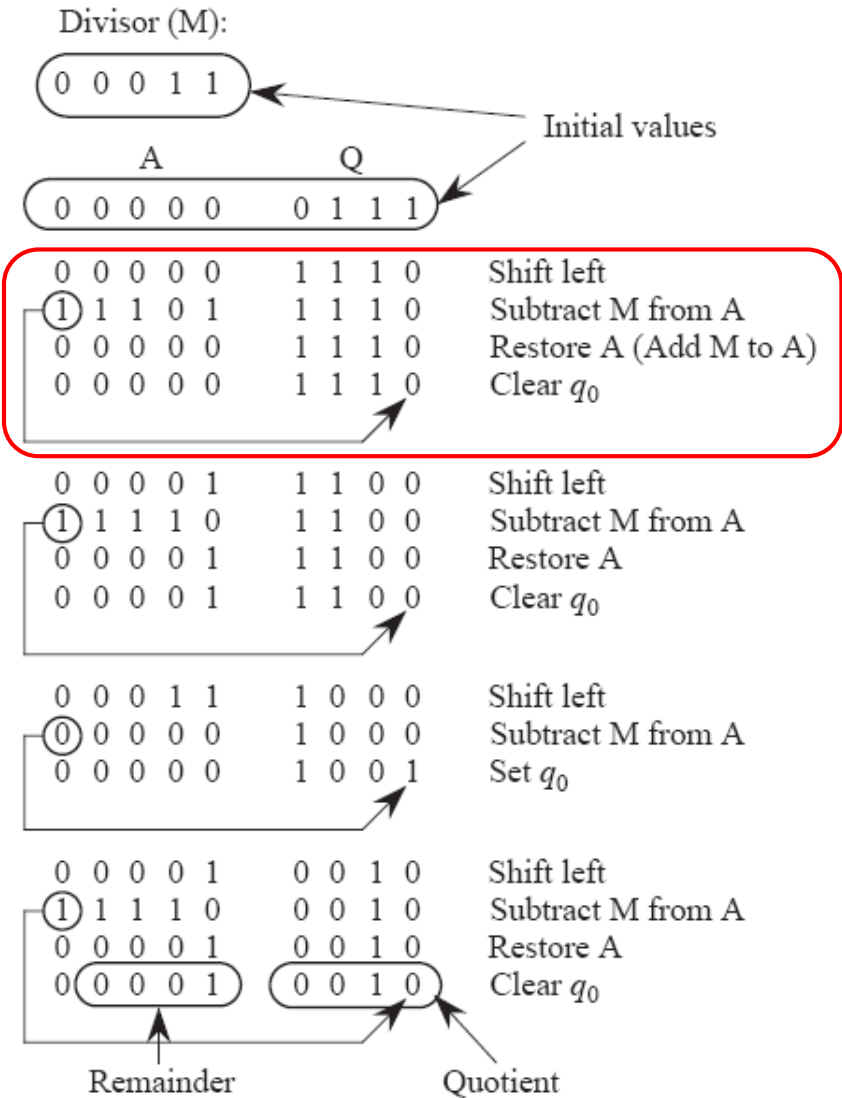 Divisor (M):
0 0 0 1 1
Initial values
A Q
0 0 0 0 0 0 1 1 1
0 0 0 0 0 1 1 1 0 Shift left
1 1 1 0 1 1 1 1 0 Subtract M from A
0 0 0 0 0 1 1 1 0 Restore A (Add M to A)
0 0 0 0 0 1 1 1 0 Clear q0
0 0 0 0 1 1 1 0 0 Shift left
1 1 1 1 0 1 1 0 0 Subtract M from A
0 0 0 0 1 1 1 0 0 Restore A
0 0 0 0 1 1 1 0 0 Clear q0
0 0 0 1 1 1 0 0 0 Shift left
0 0 0 0 0 1 0 0 0 Subtract M from A
0 0 0 0 0 1 0 0 1 Set q0
0 0 0 0 1 0 0 1 0 Shift left
1 1 1 1 0 0 0 1 0 Subtract M from A
0 0 0 0 1 0 0 1 0 Restore A
0 0 0 0 1 0 0 1 0 Clear q0
Remainder Quotient